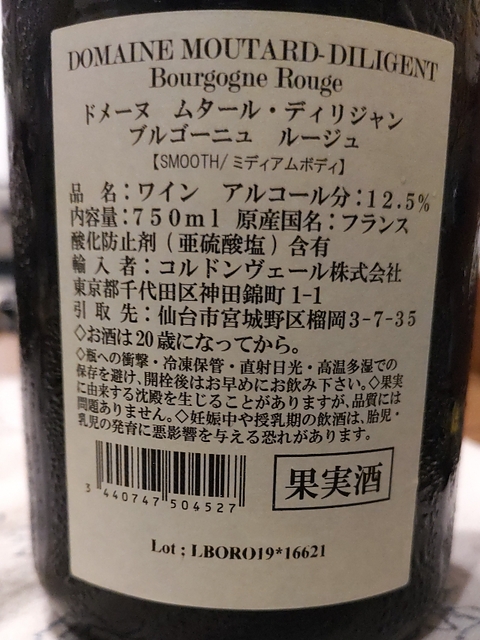 DOMAINE MOUTARD-DILIGENT
Bourgogne Rouge
ドメーヌ ムタール・ディリジャン
ブルゴーニュ ルージュ
【SMOOTH/ミディアムボディ】
品 名：ワイン アルコール分：12.5%
内容量：750ml 原産国名：フランス
酸化防止剤（亜硫酸塩）含有
輸入者：コルドンヴェール株式会社
東京都千代田区神田錦町1-1
引取先：仙台市宮城野区榴岡3-7-35
◇お酒は20歳になってから。
◇瓶への衝撃・冷凍保管・直射日光・高温多湿での
保存を避け、開栓後はお早めにお飲み下さい。◇果実
に由来する沈殿を生じることがありますが、品質には
問題ありません。◇妊娠中や授乳期の飲酒は、胎児・
乳児の発育に悪影響を与える恐れがあります。
3 440747 504527
果実酒
Lot ; LBORO19*16621